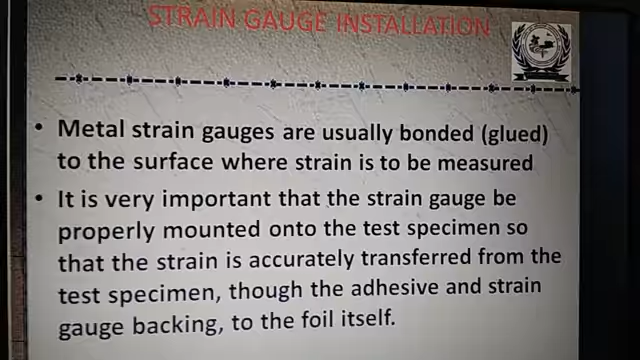 STRAIN GAUGE INSTALLATION
• Metal strain gauges are usually bonded (glued)
to the surface where strain is to be measured
• It is very important that the strain gauge be
properly mounted onto the test specimen so
that the strain is accurately transferred from the
test specimen, though the adhesive and strain
gauge backing, to the foil itself.